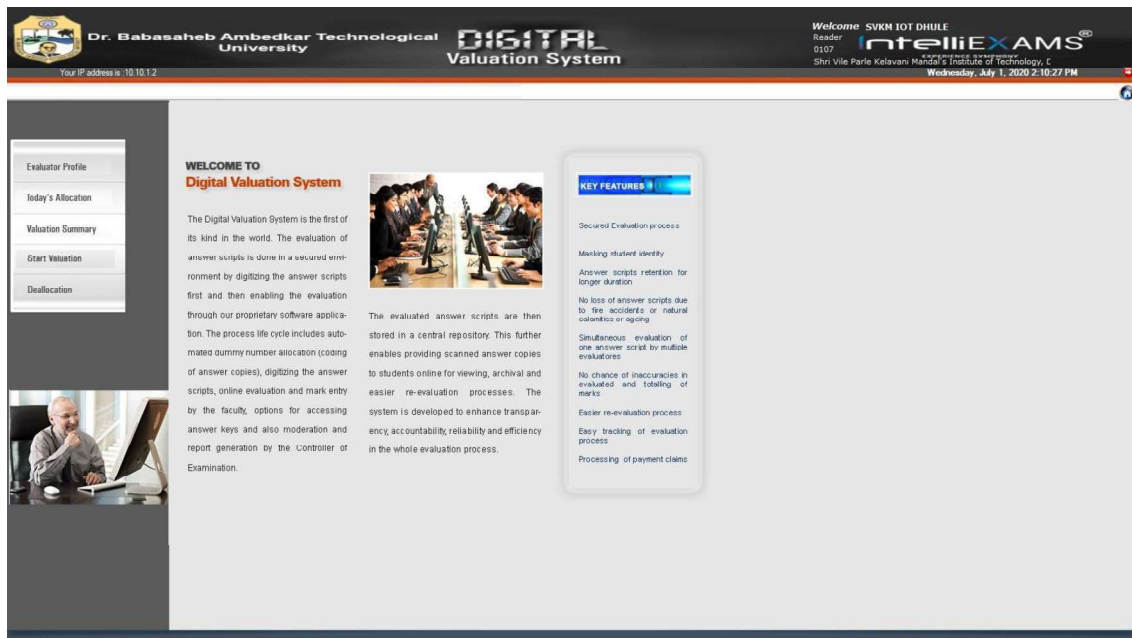 Dr. Babasaheb Ambedkar Technological
University
DIGITAL
Valuation System
Welcome SVKM IOT DHULE
Reader
0107
IntelliEXAMS®
EXPERIENCE SYMPHONY
Shri Vile Parle Kelavani Mandal's Institute of Technology, D
Your IP address is :10.10.1.2
Wednesday, July 1, 2020 2:10:27 PM
Evaluator Profile
Today's Allocation
Valuation Summary
Start Valuation
Deallocation
WELCOME TO
Digital Valuation System
The Digital Valuation System is the first of
its kind in the world. The evaluation of
answer scripts is done in a secured envi-
ronment by digitizing the answer scripts
first and then enabling the evaluation
through our proprietary software applica-
tion. The process life cycle includes auto-
mated dummy number allocation (coding
of answer copies), digitizing the answer
scripts, online evaluation and mark entry
by the faculty, options for accessing
answer keys and also moderation and
report generation by the Controller of
Examination.
The evaluated answer scripts are then
stored in a central repository. This further
enables providing scanned answer copies
to students online for viewing, archival and
easier re-evaluation processes. The
system is developed to enhance transpar-
ency, accountability, reliability and efficiency
in the whole evaluation process.
KEY FEATURES
Secured Evaluation process
Masking student identity
Answer scripts retention for
longer duration
No loss of answer scripts due
to fire accidents or natural
calamities or ageing
Simultaneous evaluation of
one answer script by multiple
evaluatores
No chance of inaccuracies in
evaluated and totalling of
marks
Easier re-evaluation process
Easy tracking of evaluation
process
Processing of payment claims